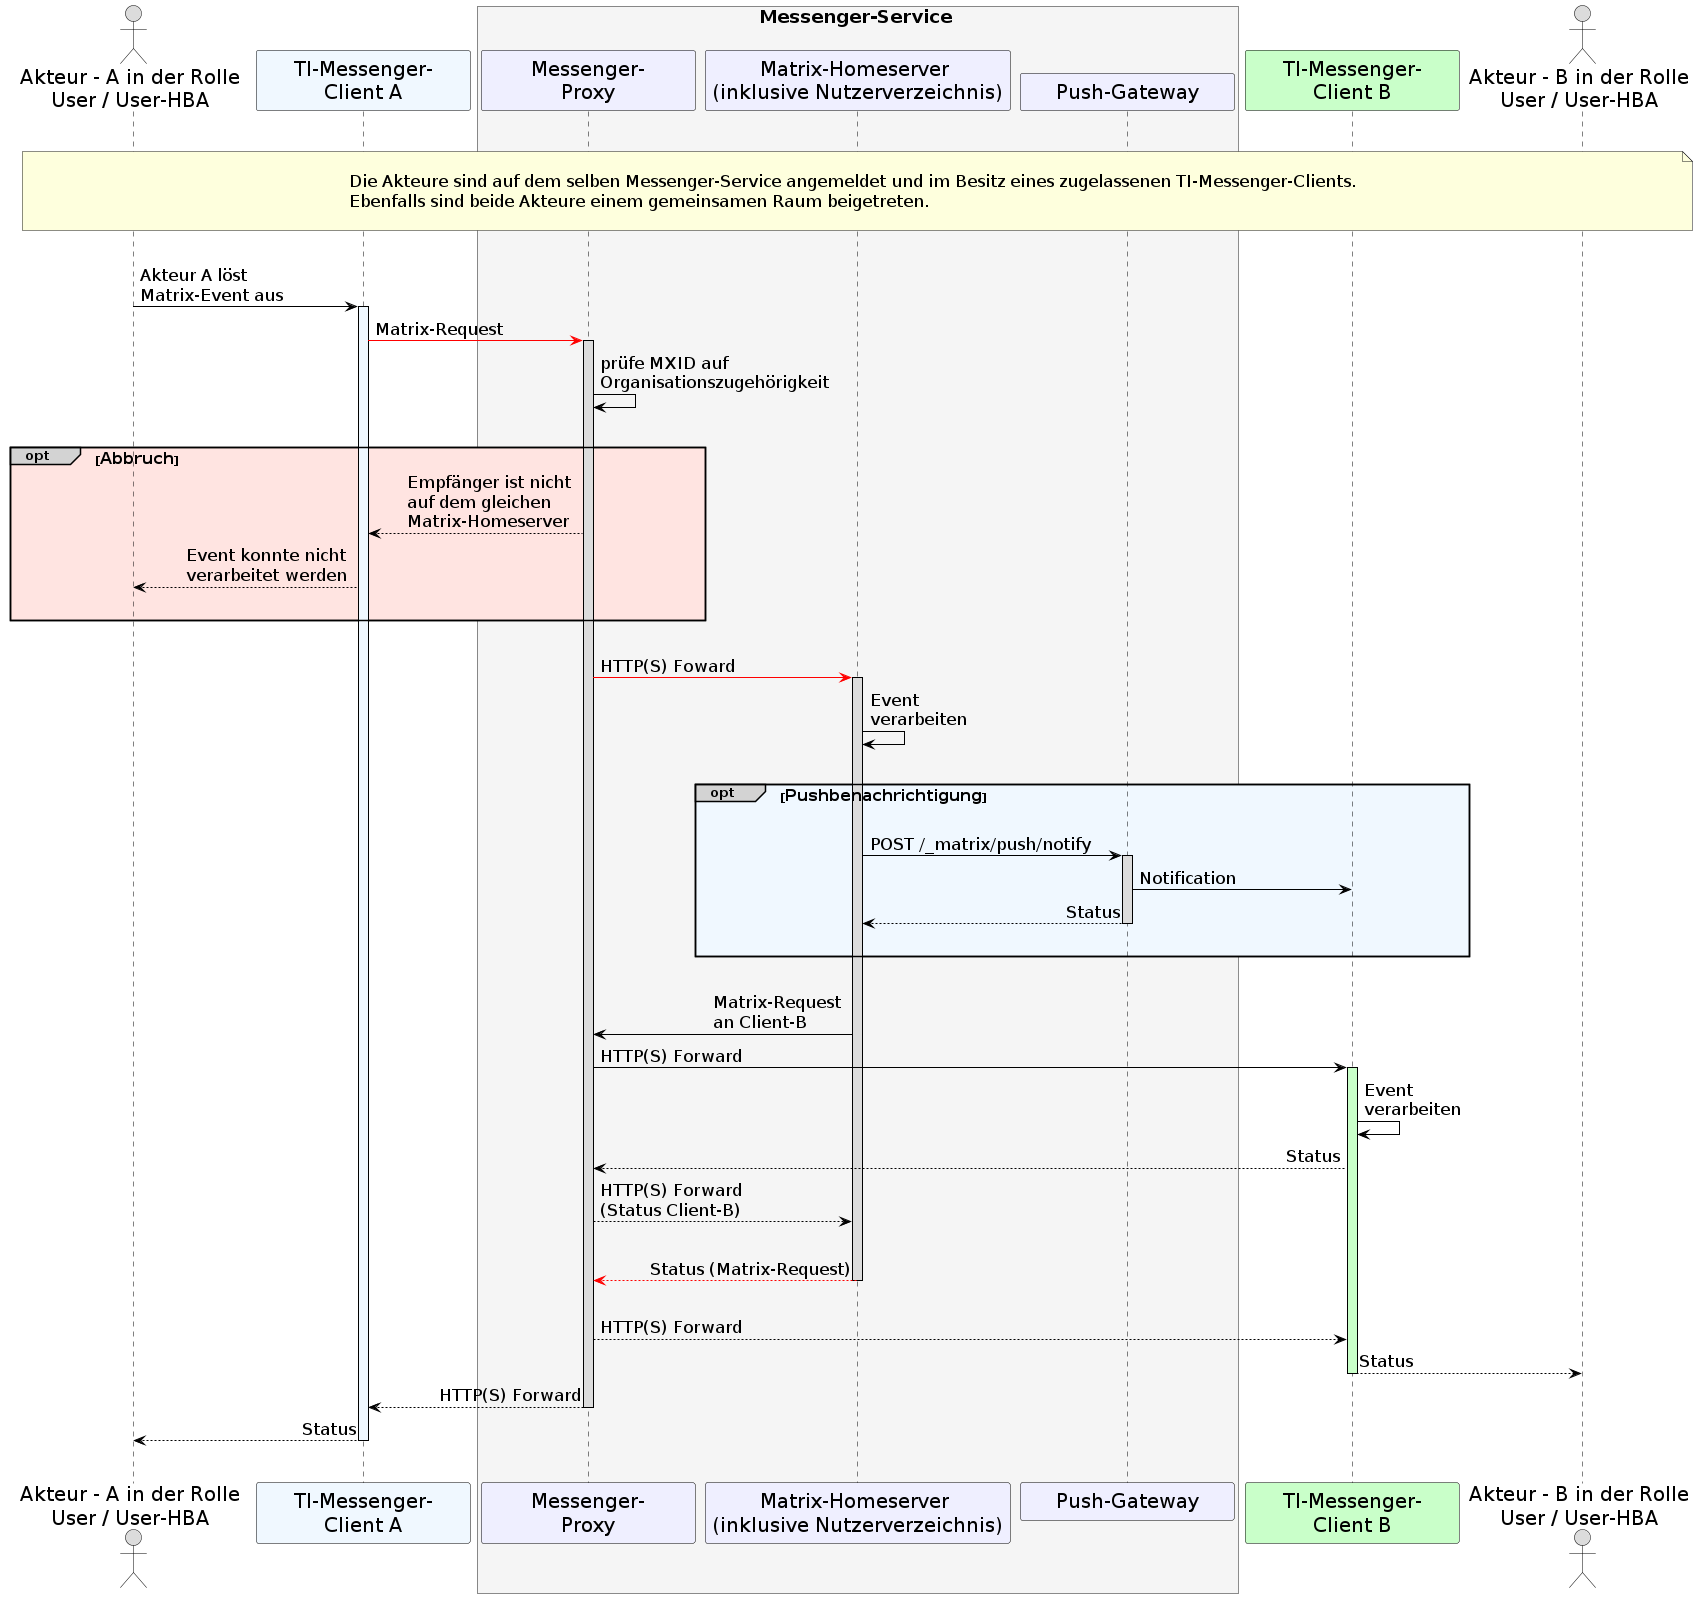 Messenger-Service
Akteur - A in der Rolle
User / User-HBA
TI-Messenger-
Client A
Messenger-
Proxy
Matrix-Homeserver
(inklusive Nutzerverzeichnis)
Push-Gateway
TI-Messenger-
Client B
Akteur - B in der Rolle
User / User-HBA
Die Akteure sind auf dem selben Messenger-Service angemeldet und im Besitz eines zugelassenen TI-Messenger-Clients.
Ebenfalls sind beide Akteure einem gemeinsamen Raum beigetreten.
Akteur A löst
Matrix-Event aus
Matrix-Request
prüfe MXID auf
Organisationszugehörigkeit
opt [Abbruch]
Empfänger ist nicht
auf dem gleichen
Matrix-Homeserver
Event konnte nicht
verarbeitet werden
HTTP(S) Foward
Event
verarbeiten
opt [Pushbenachrichtigung]
POST /_matrix/push/notify
Notification
Status
Matrix-Request
an Client-B
HTTP(S) Forward
Event
verarbeiten
Status
HTTP(S) Forward
(Status Client-B)
Status (Matrix-Request)
HTTP(S) Forward
Status
HTTP(S) Forward
Status
Akteur - A in der Rolle
User / User-HBA
TI-Messenger-
Client A
Messenger-
Proxy
Matrix-Homeserver
(inklusive Nutzerverzeichnis)
Push-Gateway
TI-Messenger-
Client B
Akteur - B in der Rolle
User / User-HBA